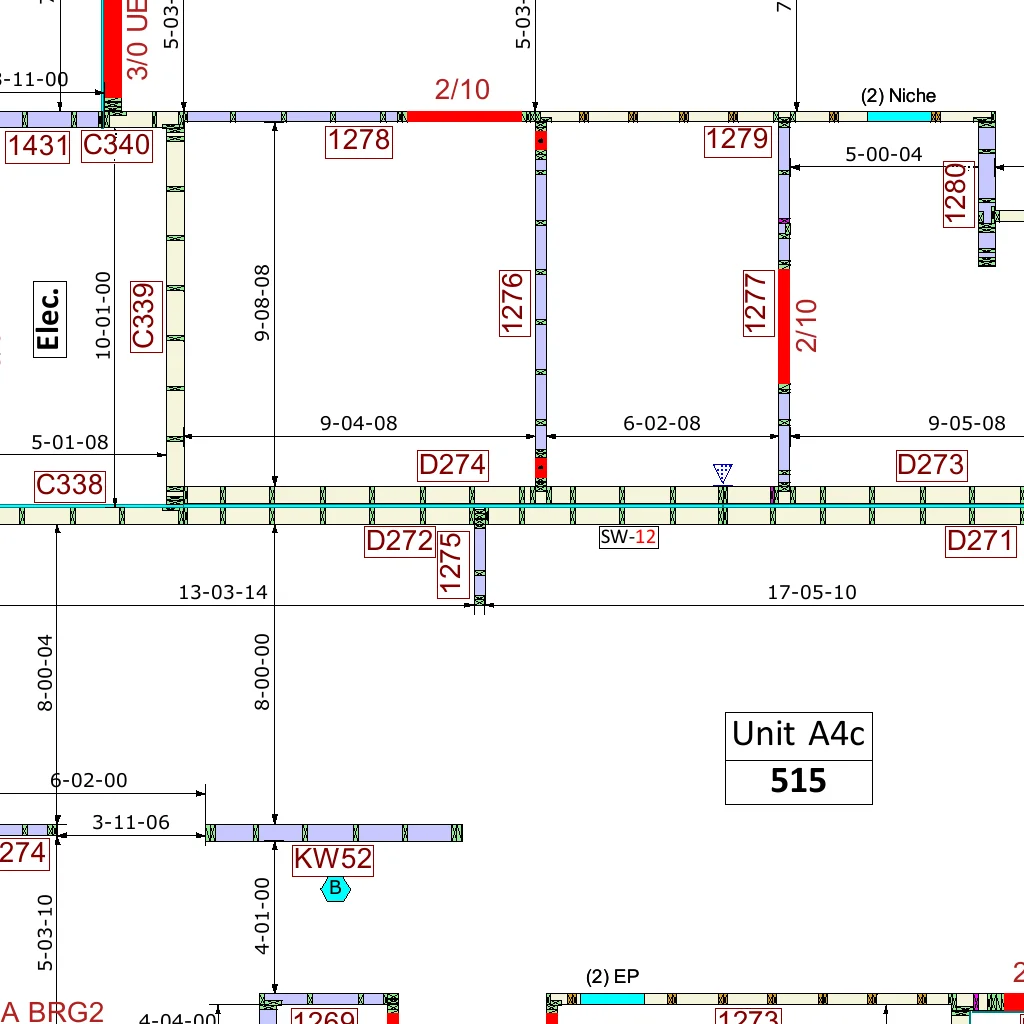 3/0 UE
5-03-
5-03-
7
3-11-00
2/10
(2) Niche
1431
C340
1278
1279
5-00-04
1280
Elec.
10-01-00
C339
9-08-08
1276
1277
2/10
5-01-08
9-04-08
6-02-08
9-05-08
C338
D274
D273
D272
1275
SW-12
D271
13-03-14
17-05-10
8-00-04
8-00-00
Unit A4c
515
6-02-00
3-11-06
274
KW52
B
5-03-10
4-01-00
(2) EP
2
A BRG2
4-04-00
1269
1273